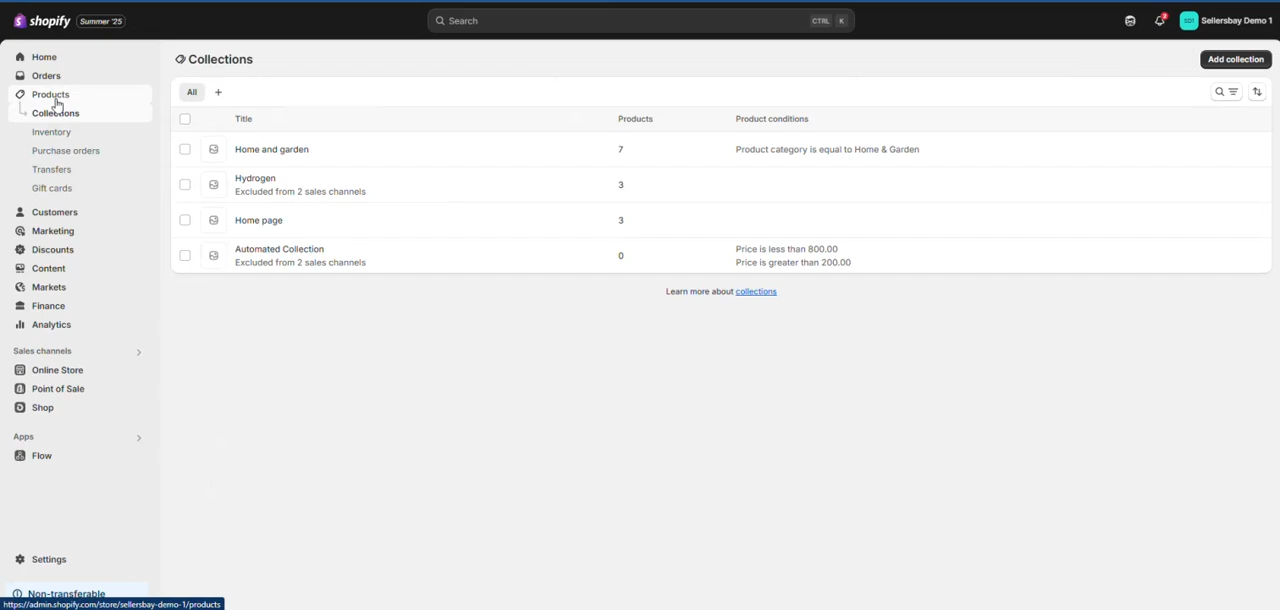 shopify Summer '25
Search CTRL K
2
SD1 Sellersbay Demo 1
Home
Orders
Products
Collections
Inventory
Purchase orders
Transfers
Gift cards
Customers
Marketing
Discounts
Content
Markets
Finance
Analytics
Sales channels
Online Store
Point of Sale
Shop
Apps
Flow
Settings
Non-transferable
https://admin.shopify.com/store/sellersbay-demo-1/products
Collections
Add collection
All +
Title Products Product conditions
Home and garden 7 Product category is equal to Home & Garden
Hydrogen
Excluded from 2 sales channels
3
Home page 3
Automated Collection
Excluded from 2 sales channels
0
Price is less than 800.00
Price is greater than 200.00
Learn more about collections